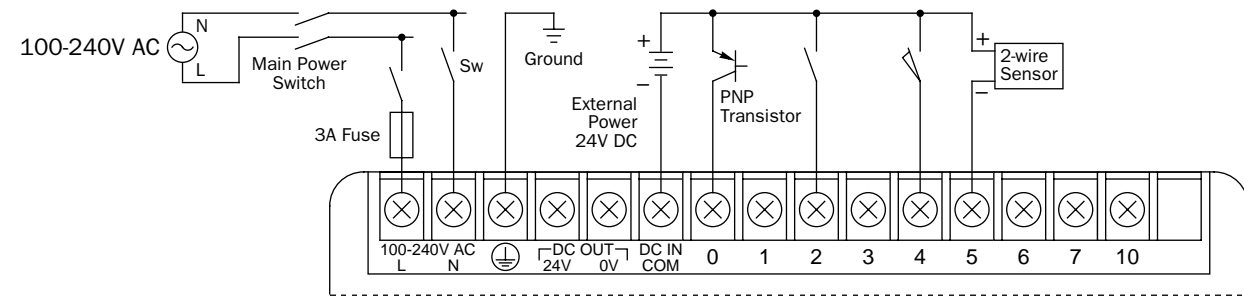 N
100-240V AC
L
Main Power
Switch
Sw
3A Fuse
Ground
+
−
External
Power
24V DC
PNP
Transistor
+
2-wire
Sensor
−
100-240V AC
L N
DC OUT
24V 0V
DC IN
COM
0 1 2 3 4 5 6 7 10